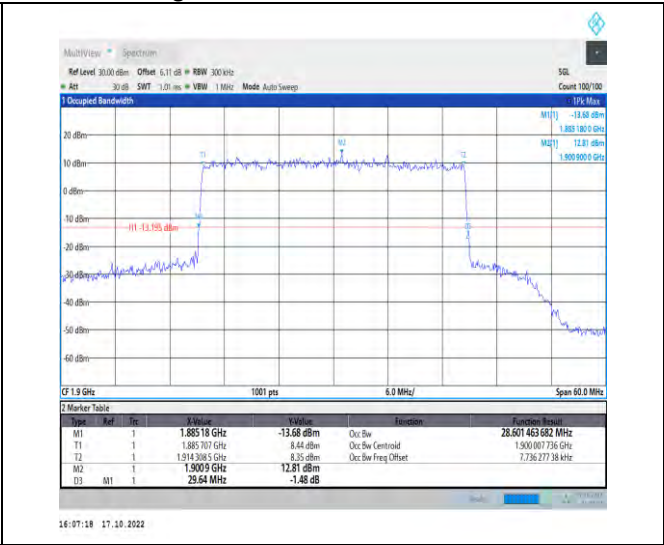 MultiView Spectrum
Ref Level 30.00 dBm Offset 6.11 dB RBW 300 kHz SGL
Att 30 dB SWT 1.01 ms VBW 1 MHz Mode Auto Sweep Count 100/100
1 Occupied Bandwidth 1Pk Max
M1[1] -13.68 dBm
1.885 180 0 GHz
20 dBm M2[1] 12.81 dBm
M2 1.900 900 0 GHz
T1 T2
10 dBm
0 dBm
-10 dBm M1
H1 -13.195 dBm D3
-20 dBm
-30 dBm
-40 dBm
-50 dBm
-60 dBm
CF 1.9 GHz 1001 pts 6.0 MHz/ Span 60.0 MHz
2 Marker Table
Type Ref Trc X-Value Y-Value Function Function Result
M1 1 1.88518 GHz -13.68 dBm Occ Bw 28.601 463 682 MHz
T1 1 1.885 707 GHz 8.44 dBm Occ Bw Centroid 1.900 007 736 GHz
T2 1 1.914 308 5 GHz 8.35 dBm Occ Bw Freq Offset 7.736 277 38 kHz
M2 1 1.9009 GHz 12.81 dBm
D3 M1 1 29.64 MHz -1.48 dB
16:07:18 17.10.2022